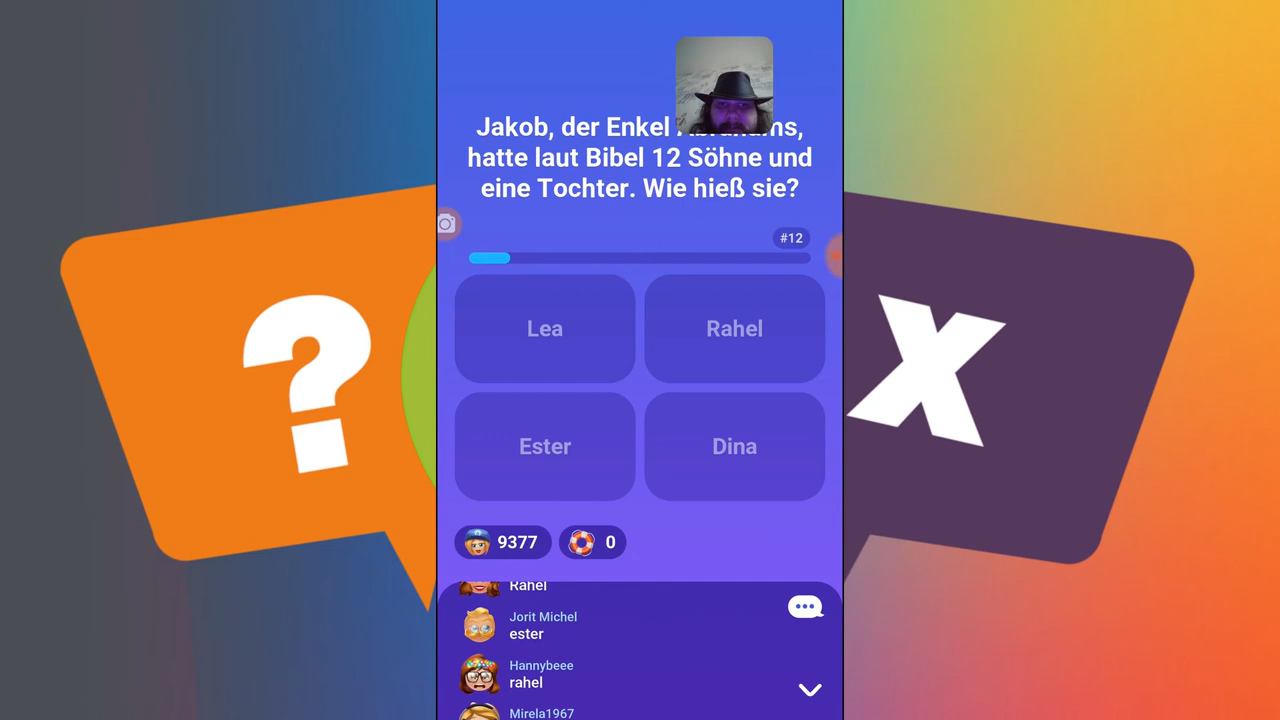 Jakob, der Enkel Abrahams,
hatte laut Bibel 12 Söhne und
eine Tochter. Wie hieß sie?
#12
Lea
Rahel
Ester
Dina
9377
0
Rahel
Jorit Michel
ester
Hannybeee
rahel
Mirela1967
?
X